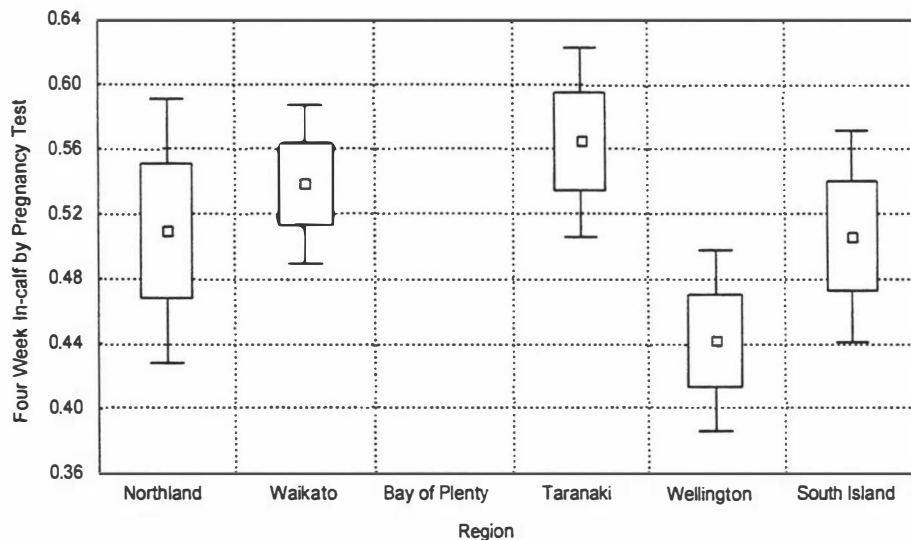 Four Week In-calf by Pregnancy Test
0.64
0.60
0.56
0.52
0.48
0.44
0.40
0.36
Northland Waikato Bay of Plenty Taranaki Wellington South Island
Region